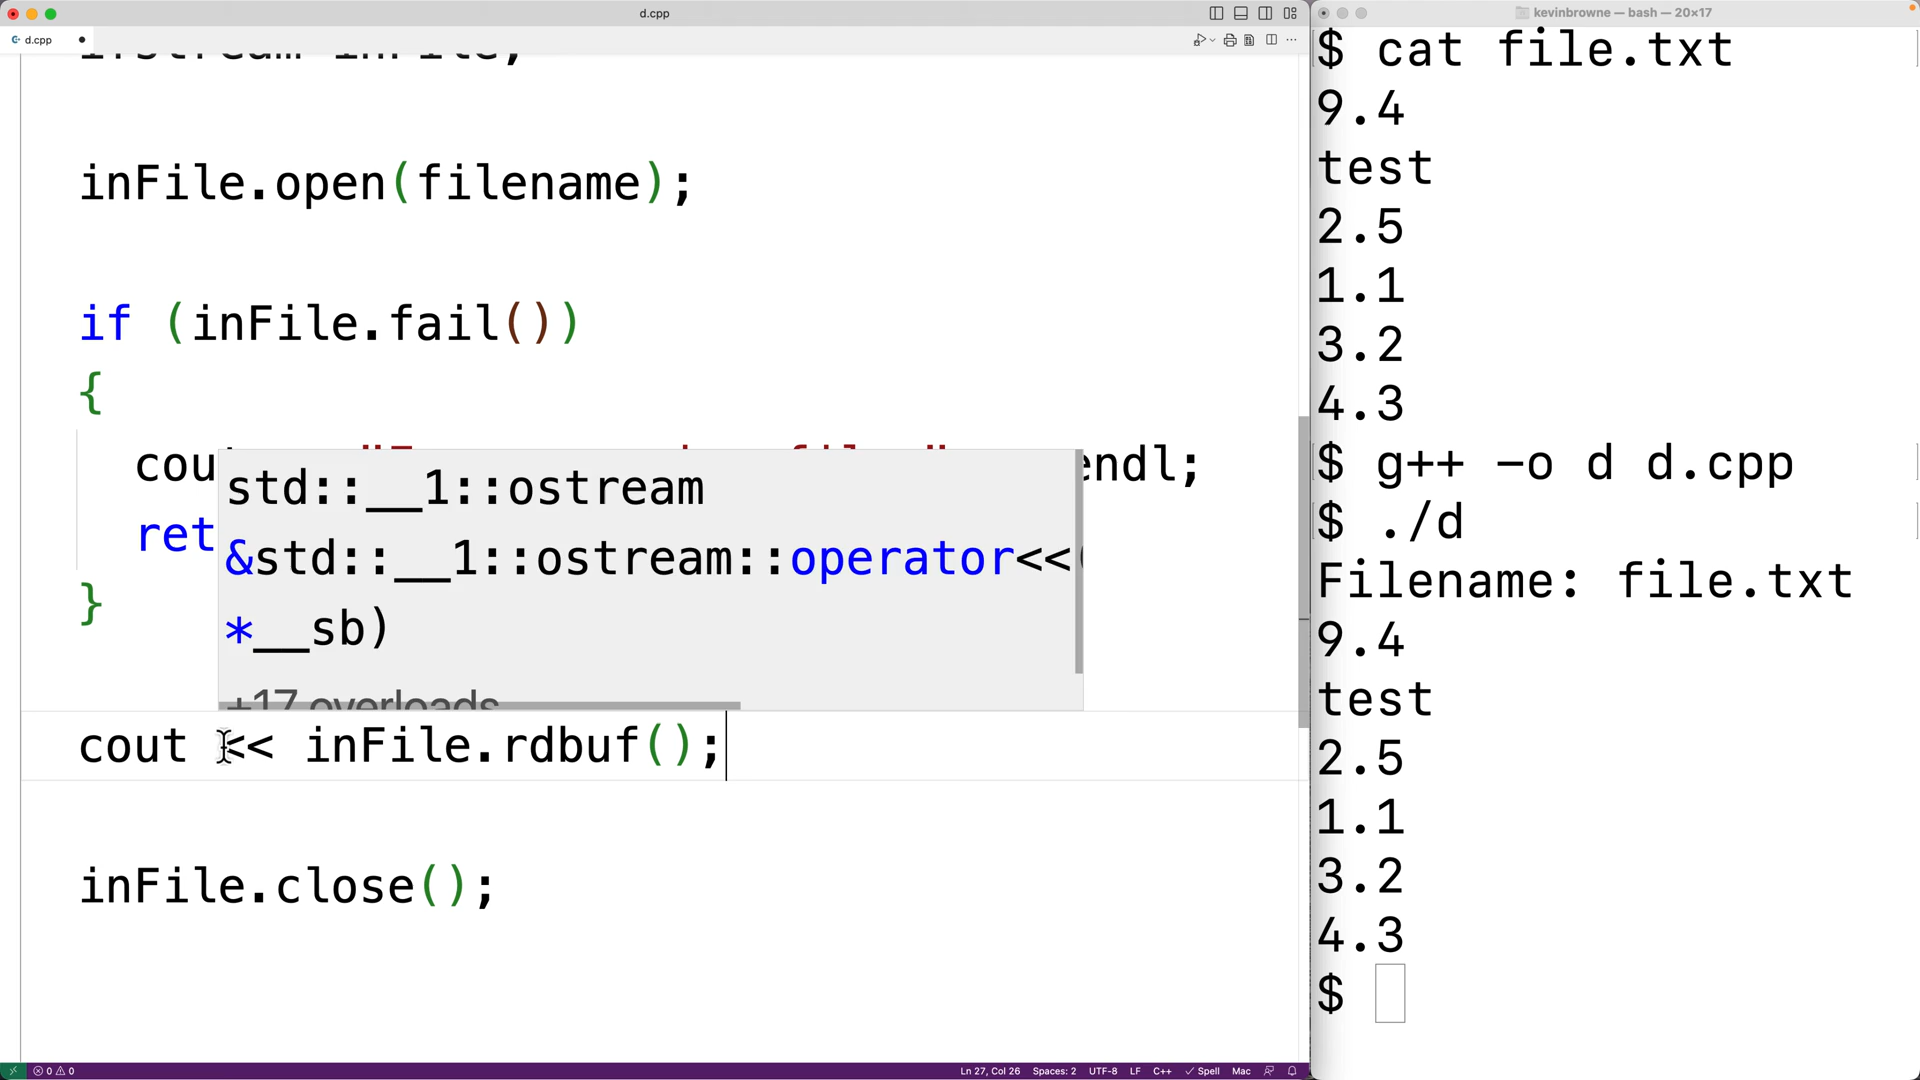 d.cpp
d.cpp
inFile.open(filename);
if (inFile.fail())
{
cou
endl;
ret
}
std::__1::ostream
&std::__1::ostream::operator<<(
*__sb)
+17 overloads
cout << inFile.rdbuf();
inFile.close();
0 0
Ln 27, Col 26
Spaces: 2
UTF-8
LF
C++
Spell
Mac
kevinbrowne — bash — 20×17
$ cat file.txt
9.4
test
2.5
1.1
3.2
4.3
$ g++ -o d d.cpp
$ ./d
Filename: file.txt
9.4
test
2.5
1.1
3.2
4.3
$